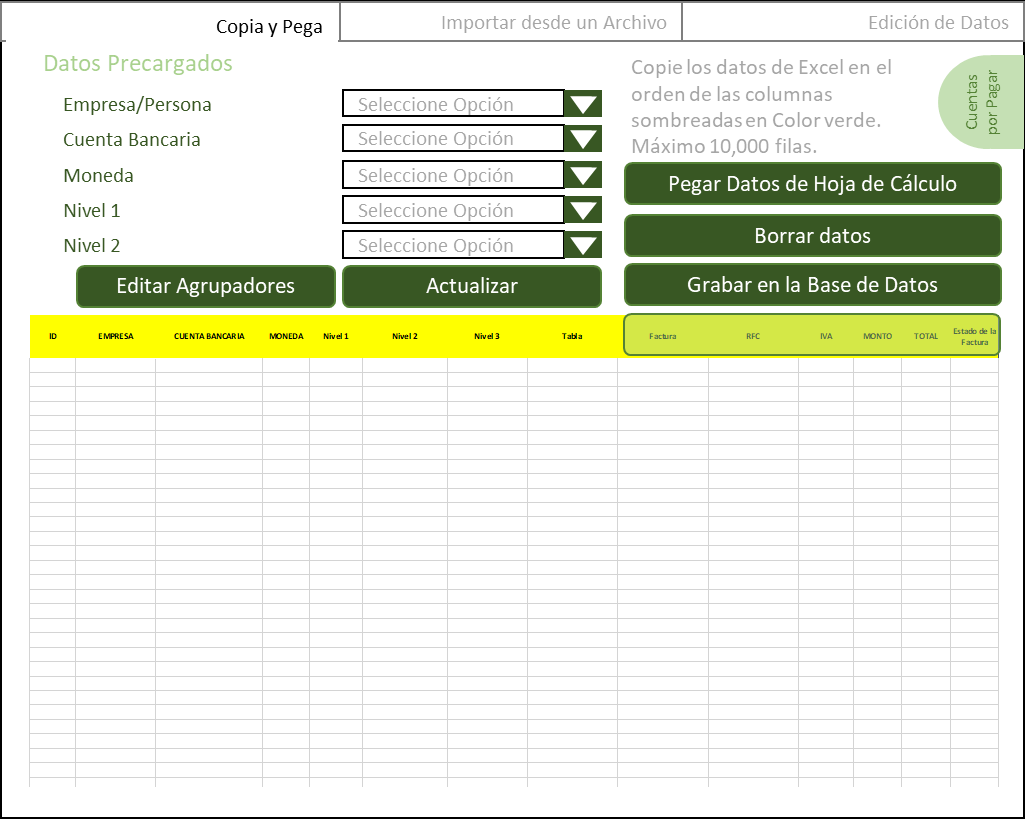 Copia y Pega
Importar desde un Archivo
Edición de Datos
Datos Precargados
Empresa/Persona
Seleccione Opción
Cuenta Bancaria
Seleccione Opción
Moneda
Seleccione Opción
Nivel 1
Seleccione Opción
Nivel 2
Seleccione Opción
Editar Agrupadores
Actualizar
Copie los datos de Excel en el
orden de las columnas
sombreadas en Color verde.
Máximo 10,000 filas.
Cuentas
por Pagar
Pegar Datos de Hoja de Cálculo
Borrar datos
Grabar en la Base de Datos
ID EMPRESA CUENTA BANCARIA MONEDA Nivel 1 Nivel 2 Nivel 3 Tabla Factura RFC IVA MONTO TOTAL Estado de la
Factura